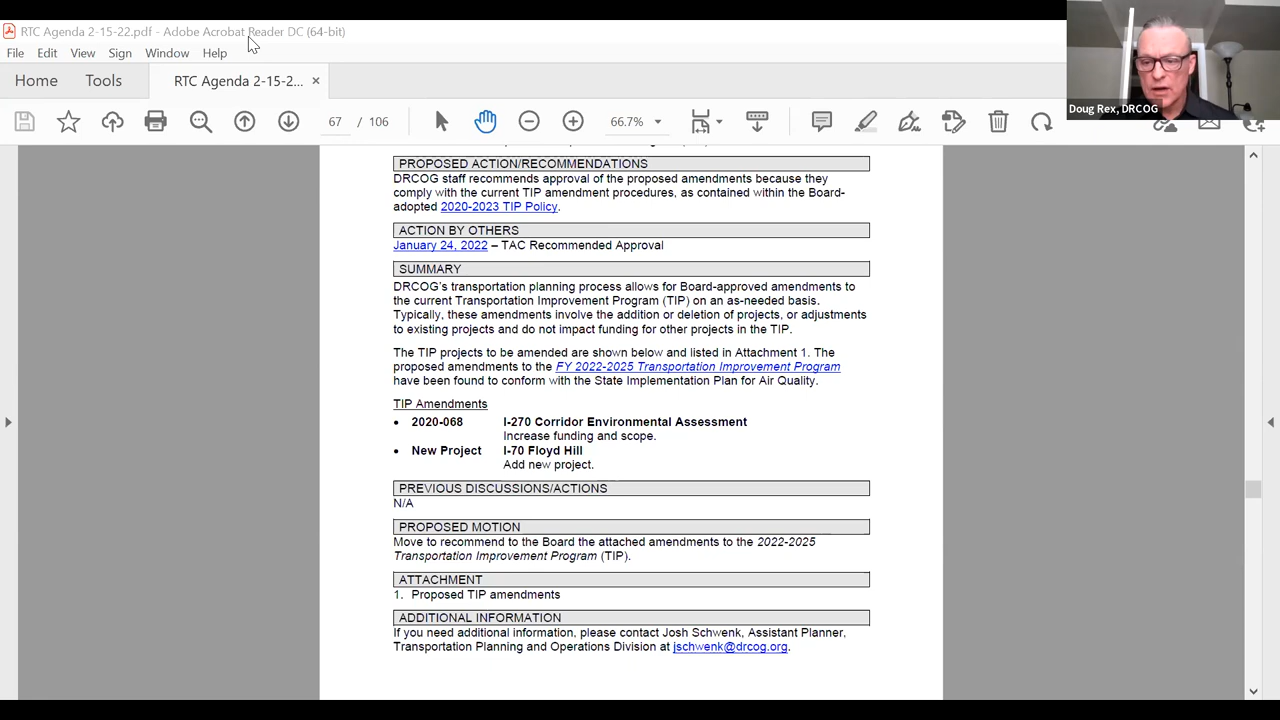 RTC Agenda 2-15-22.pdf - Adobe Acrobat Reader DC (64-bit)
File Edit View Sign Window Help
Home Tools RTC Agenda 2-15-2... ×
67 / 106 66.7%
Doug Rex, DRCOG
PROPOSED ACTION/RECOMMENDATIONS
DRCOG staff recommends approval of the proposed amendments because they
comply with the current TIP amendment procedures, as contained within the Board-
adopted 2020-2023 TIP Policy.
ACTION BY OTHERS
January 24, 2022 – TAC Recommended Approval
SUMMARY
DRCOG's transportation planning process allows for Board-approved amendments to
the current Transportation Improvement Program (TIP) on an as-needed basis.
Typically, these amendments involve the addition or deletion of projects, or adjustments
to existing projects and do not impact funding for other projects in the TIP.
The TIP projects to be amended are shown below and listed in Attachment 1. The
proposed amendments to the FY 2022-2025 Transportation Improvement Program
have been found to conform with the State Implementation Plan for Air Quality.
TIP Amendments
• 2020-068 I-270 Corridor Environmental Assessment
Increase funding and scope.
• New Project I-70 Floyd Hill
Add new project.
PREVIOUS DISCUSSIONS/ACTIONS
N/A
PROPOSED MOTION
Move to recommend to the Board the attached amendments to the 2022-2025
Transportation Improvement Program (TIP).
ATTACHMENT
1. Proposed TIP amendments
ADDITIONAL INFORMATION
If you need additional information, please contact Josh Schwenk, Assistant Planner,
Transportation Planning and Operations Division at jschwenk@drcog.org.